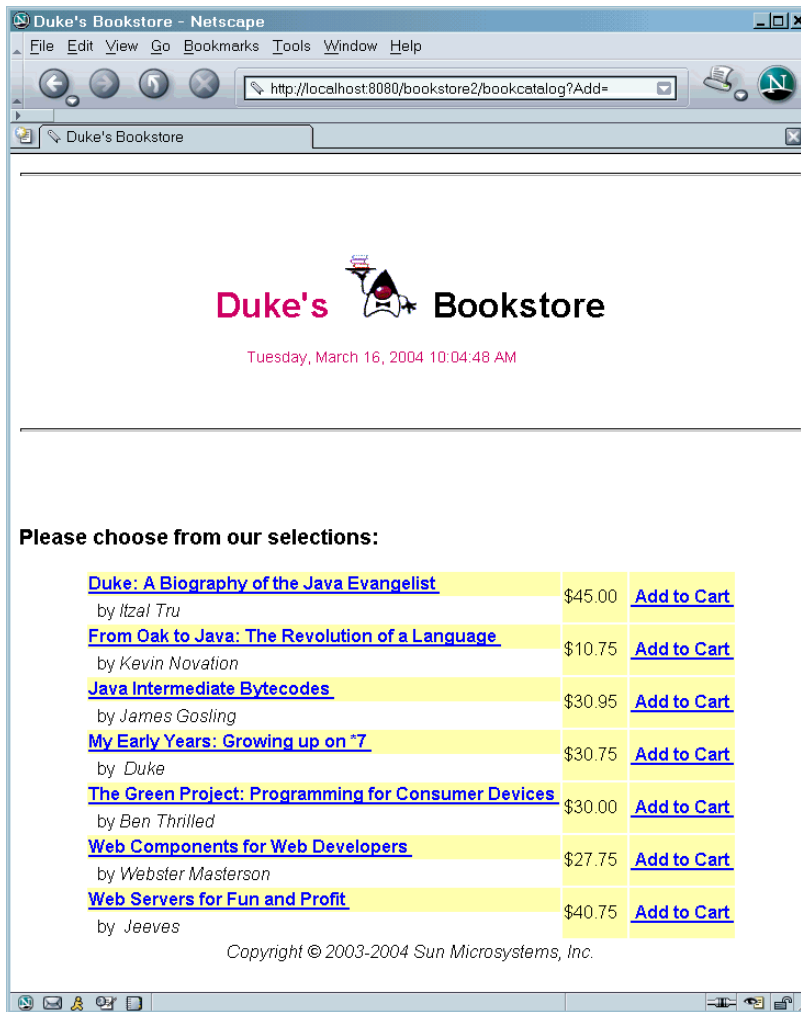 Duke's Bookstore - Netscape
File Edit View Go Bookmarks Tools Window Help
http://localhost:8080/bookstore2/bookcatalog?Add=
N
Duke's Bookstore
Duke's Bookstore
Tuesday, March 16, 2004 10:04:48 AM
Please choose from our selections:
Duke: A Biography of the Java Evangelist $45.00 Add to Cart
by Itzal Tru
From Oak to Java: The Revolution of a Language $10.75 Add to Cart
by Kevin Novation
Java Intermediate Bytecodes $30.95 Add to Cart
by James Gosling
My Early Years: Growing up on *7 $30.75 Add to Cart
by Duke
The Green Project: Programming for Consumer Devices $30.00 Add to Cart
by Ben Thrilled
Web Components for Web Developers $27.75 Add to Cart
by Webster Masterson
Web Servers for Fun and Profit $40.75 Add to Cart
by Jeeves
Copyright © 2003-2004 Sun Microsystems, Inc.